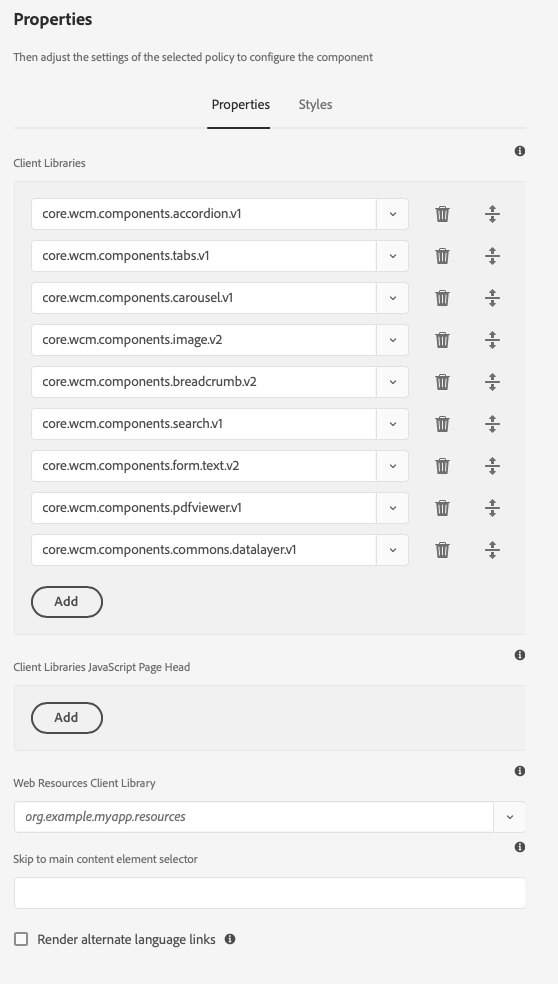 Properties
Then adjust the settings of the selected policy to configure the component
Properties Styles
Client Libraries
core.wcm.components.accordion.v1
core.wcm.components.tabs.v1
core.wcm.components.carousel.v1
core.wcm.components.image.v2
core.wcm.components.breadcrumb.v2
core.wcm.components.search.v1
core.wcm.components.form.text.v2
core.wcm.components.pdfviewer.v1
core.wcm.components.commons.datalayer.v1
Add
Client Libraries JavaScript Page Head
Add
Web Resources Client Library
org.example.myapp.resources
Skip to main content element selector
Render alternate language links